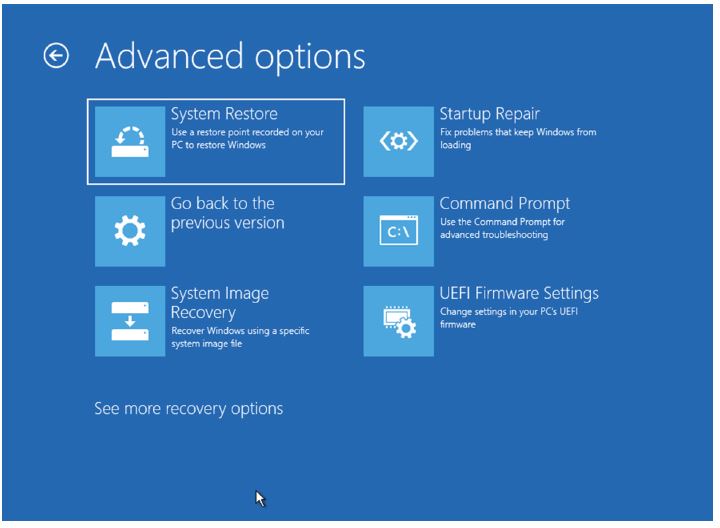 Advanced options
System Restore
Use a restore point recorded on your
PC to restore Windows
Startup Repair
Fix problems that keep Windows from
loading
Go back to the
previous version
Command Prompt
Use the Command Prompt for
advanced troubleshooting
C:\
System Image
Recovery
Recover Windows using a specific
system image file
UEFI Firmware Settings
Change settings in your PC's UEFI
firmware
See more recovery options